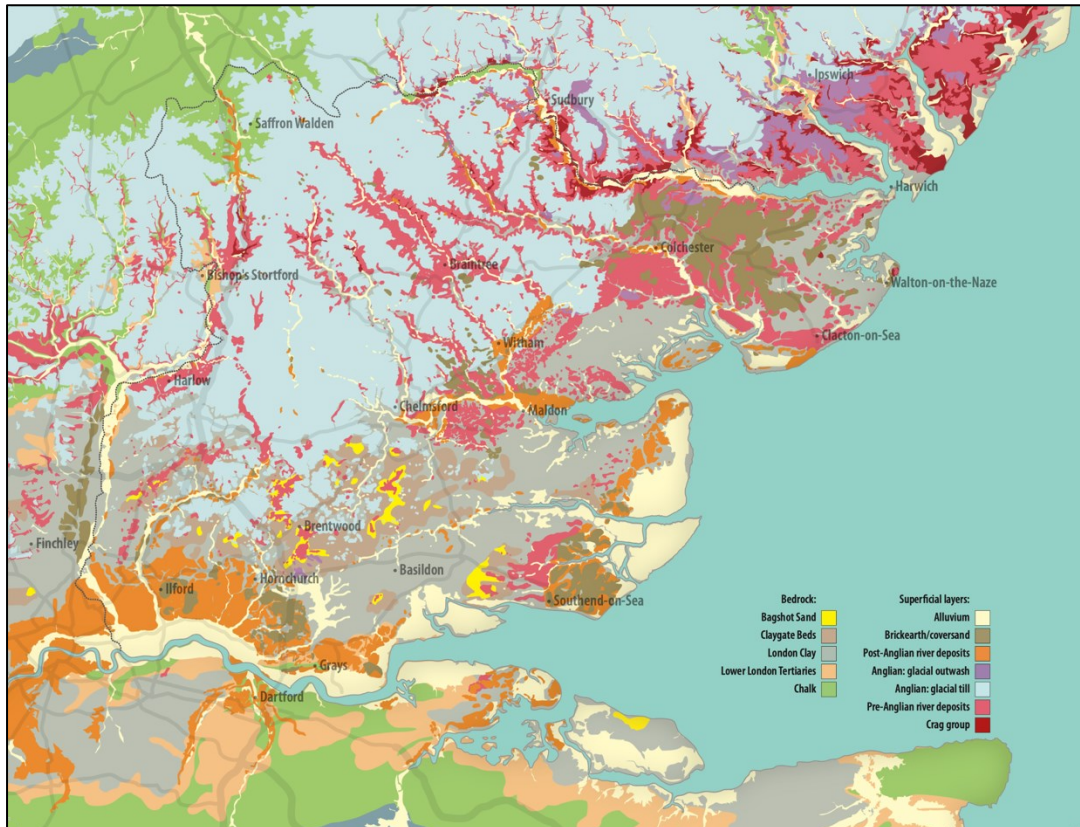 Ipswich
Sudbury
Saffron Walden
Harwich
Colchester
Braintree
Bishop's Stortford
Walton-on-the-Naze
Clacton-on-Sea
Witham
Harlow
Chelmsford
Maldon
Brentwood
Finchley
Basildon
Hornchurch
Ilford
Southend-on-Sea
Grays
Dartford
Bedrock:
Bagshot Sand
Claygate Beds
London Clay
Lower London Tertiaries
Chalk
Superficial layers:
Alluvium
Brickearth/coversand
Post-Anglian river deposits
Anglian: glacial outwash
Anglian: glacial till
Pre-Anglian river deposits
Crag group